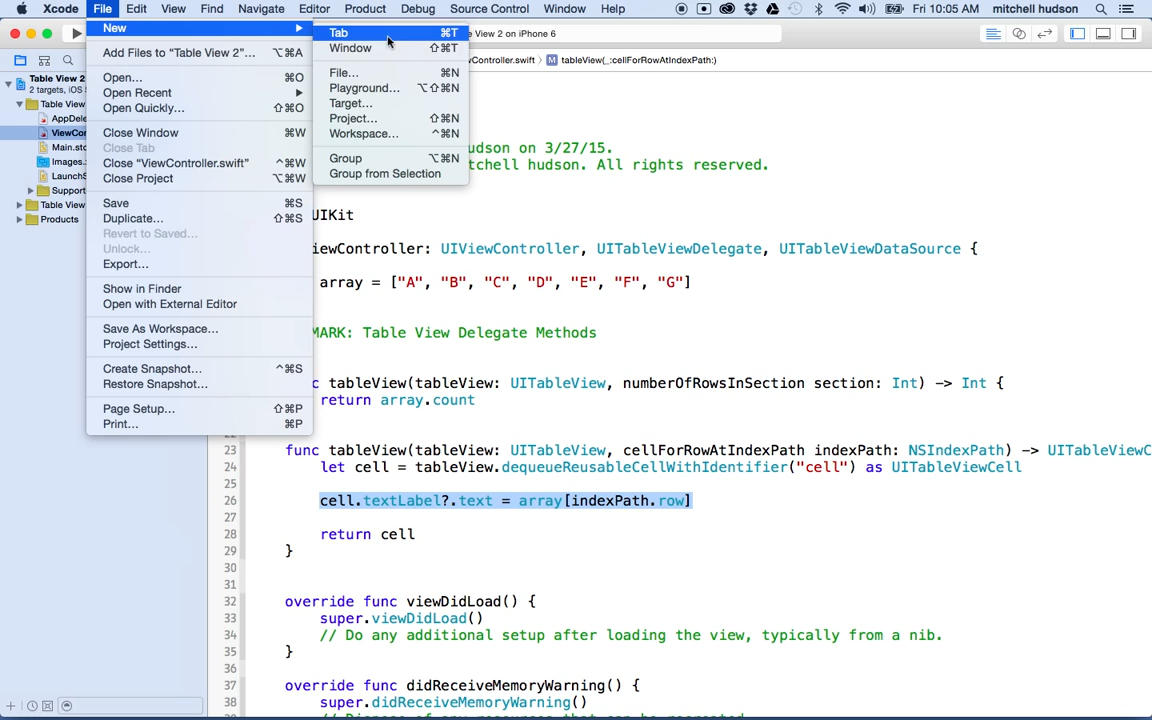 Xcode File Edit View Find Navigate Editor Product Debug Source Control Window Help Fri 10:05 AM mitchell hudson
New
Tab ⌘T
Window ⇧⌘T
File... ⌘N
Playground... ⌥⇧⌘N
Target...
Project... ⇧⌘N
Workspace... ^⌘N
Group ⌥⌘N
Group from Selection
Add Files to "Table View 2"... ⌥⌘A
Open... ⌘O
Open Recent
Open Quickly... ⇧⌘O
Close Window ⌘W
Close Tab
Close "ViewController.swift" ^⌘W
Close Project ⌥⌘W
Save ⌘S
Duplicate... ⇧⌘S
Revert to Saved...
Unlock...
Export...
Show in Finder
Open with External Editor
Save As Workspace...
Project Settings...
Create Snapshot... ^⌘S
Restore Snapshot...
Page Setup... ⇧⌘P
Print... ⌘P
e View 2 on iPhone 6
wController.swift M tableView(_:cellForRowAtIndexPath:)
Table View 2
2 targets, iOS
Table View
AppDele
ViewCon
Main.sto
Images.
LaunchS
Support
Table View
Products
udson on 3/27/15.
tchell hudson. All rights reserved.
UIKit
iewController: UIViewController, UITableViewDelegate, UITableViewDataSource {
array = ["A", "B", "C", "D", "E", "F", "G"]
MARK: Table View Delegate Methods
c tableView(tableView: UITableView, numberOfRowsInSection section: Int) -> Int {
return array.count
23 func tableView(tableView: UITableView, cellForRowAtIndexPath indexPath: NSIndexPath) -> UITableViewC
24 let cell = tableView.dequeueReusableCellWithIdentifier("cell") as UITableViewCell
25
26 cell.textLabel?.text = array[indexPath.row]
27
28 return cell
29 }
30
31
32 override func viewDidLoad() {
33 super.viewDidLoad()
34 // Do any additional setup after loading the view, typically from a nib.
35 }
36
37 override func didReceiveMemoryWarning() {
38 super.didReceiveMemoryWarning()